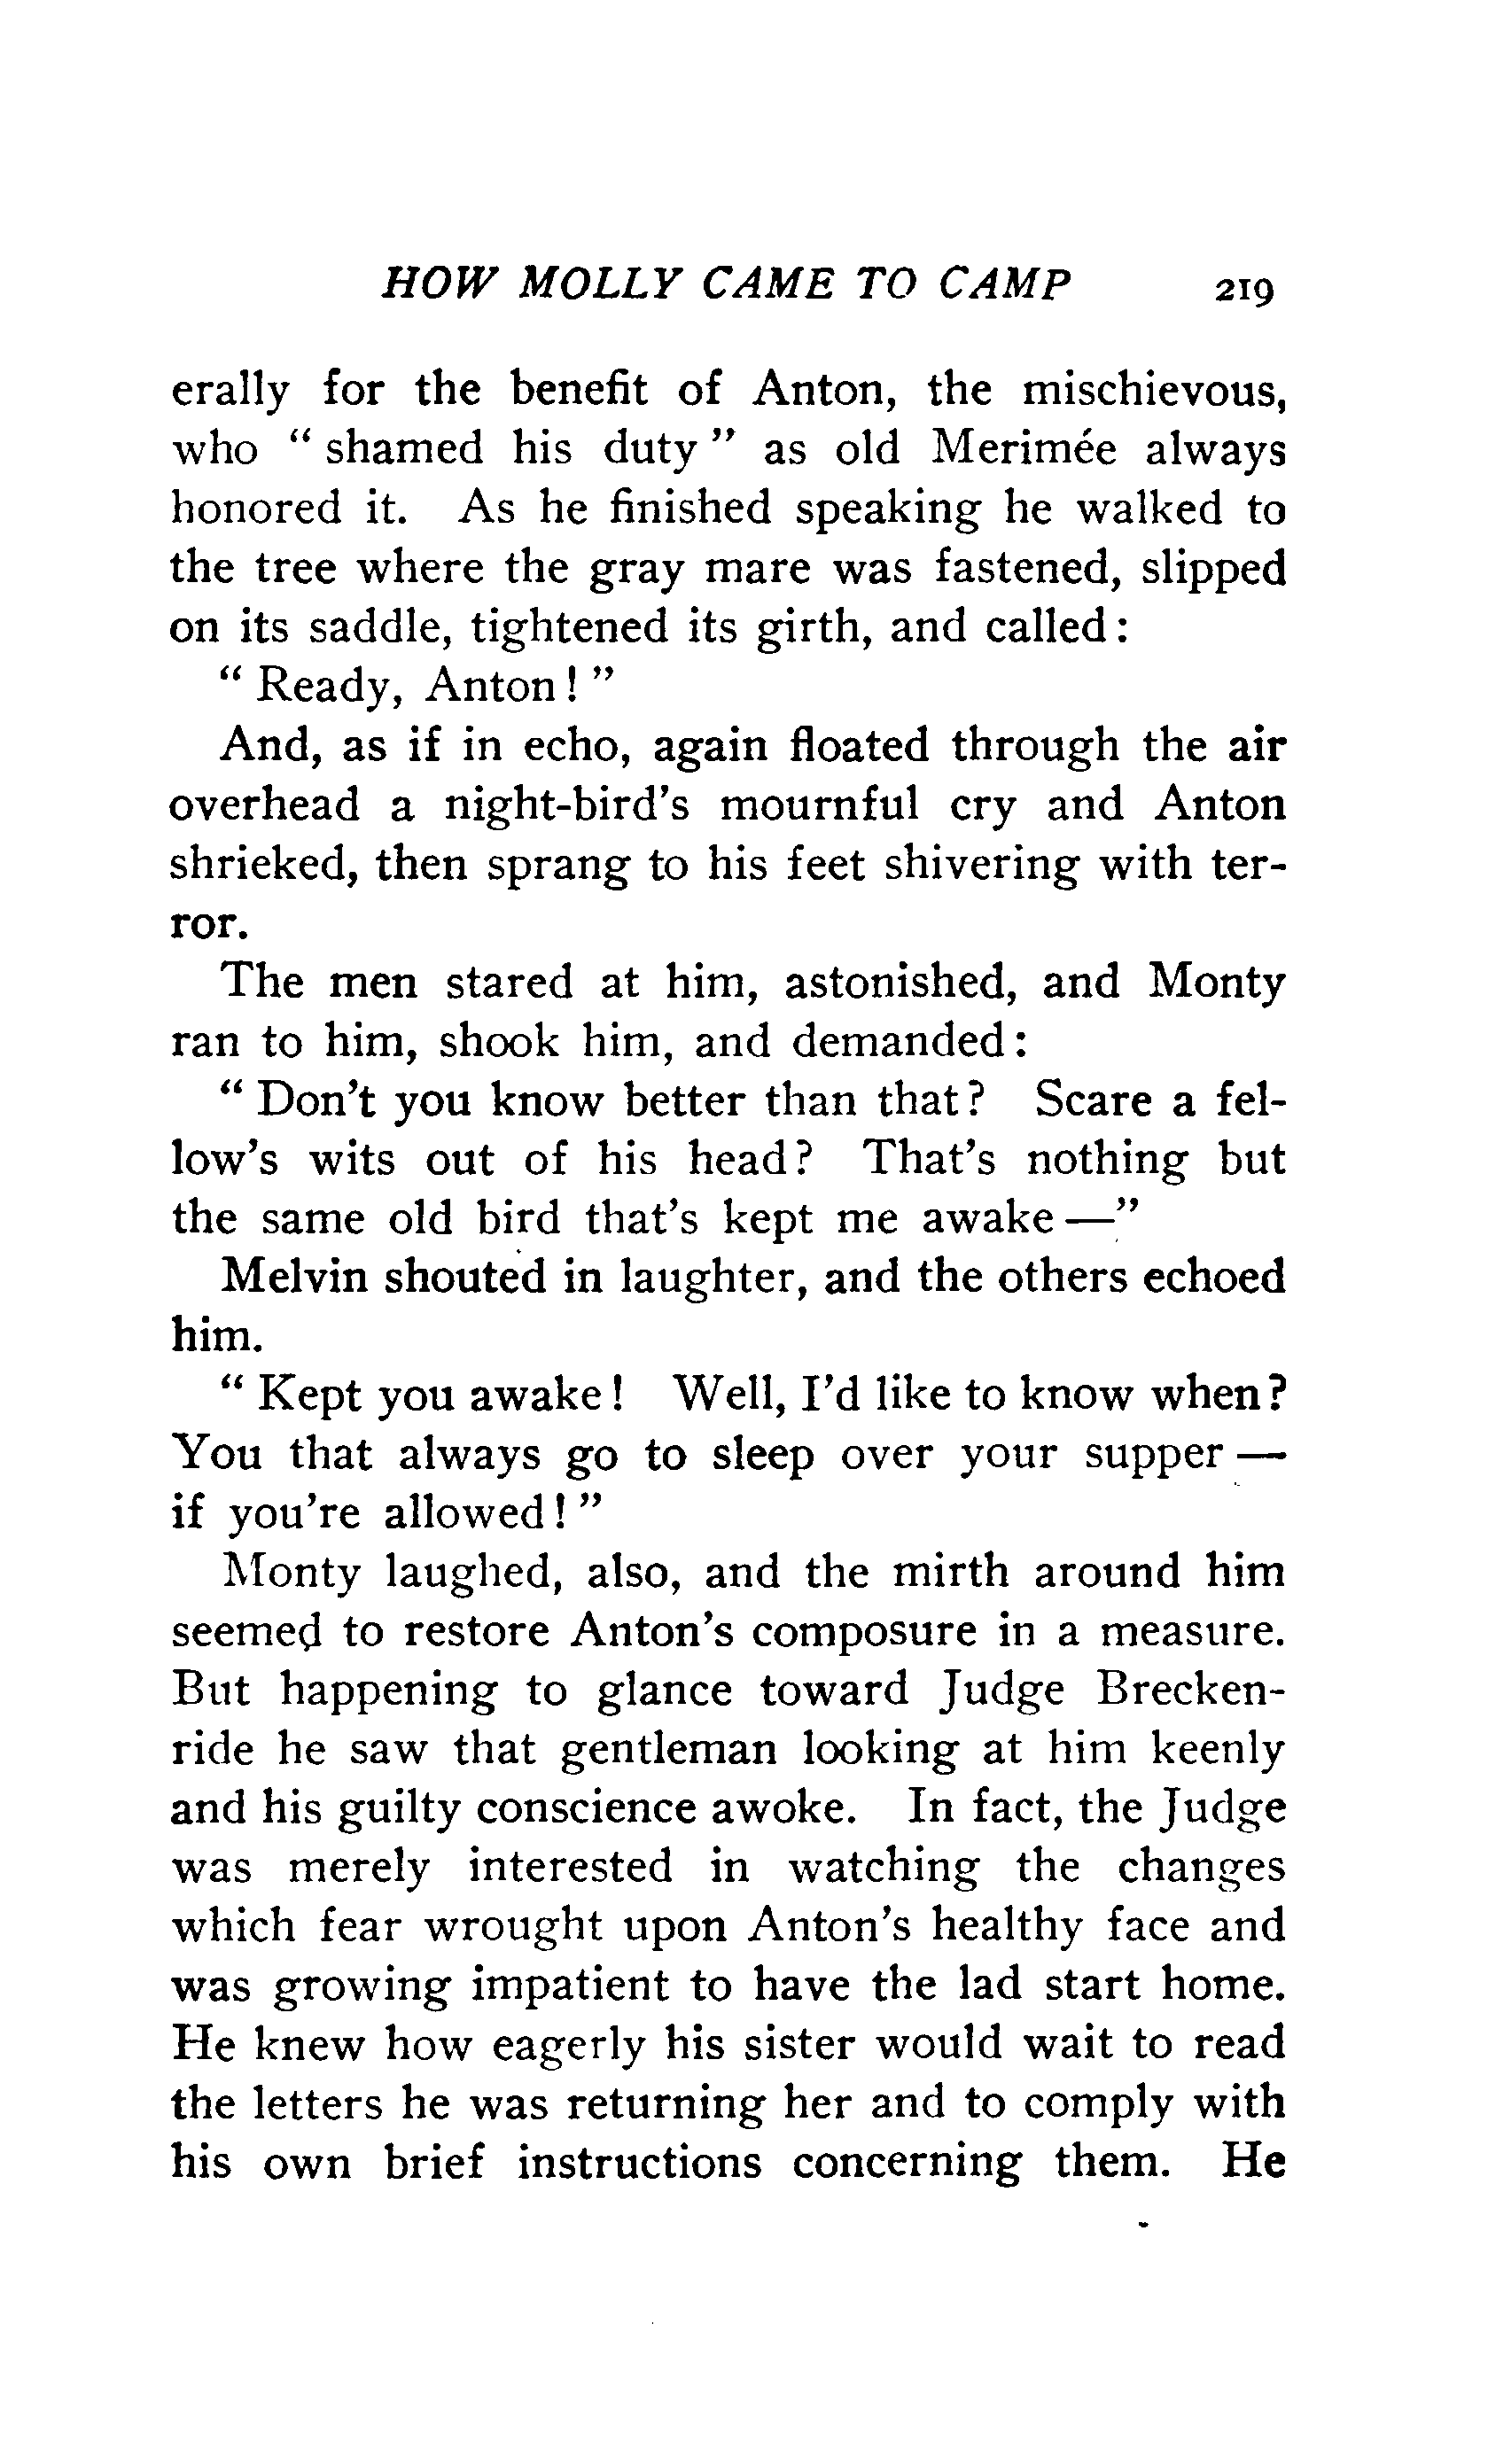 HOW MOLLY CAME TO CAMP 219
erally for the benefit of Anton, the mischievous,
who " shamed his duty " as old Merimée always
honored it. As he finished speaking he walked to
the tree where the gray mare was fastened, slipped
on its saddle, tightened its girth, and called :
" Ready, Anton ! "
And, as if in echo, again floated through the air
overhead a night-bird's mournful cry and Anton
shrieked, then sprang to his feet shivering with ter-
ror.
The men stared at him, astonished, and Monty
ran to him, shook him, and demanded :
" Don't you know better than that ? Scare a fel-
low's wits out of his head ? That's nothing but
the same old bird that's kept me awake —"
Melvin shouted in laughter, and the others echoed
him.
" Kept you awake ! Well, I'd like to know when ?
You that always go to sleep over your supper —
if you're allowed ! "
Monty laughed, also, and the mirth around him
seemed to restore Anton's composure in a measure.
But happening to glance toward Judge Brecken-
ride he saw that gentleman looking at him keenly
and his guilty conscience awoke. In fact, the Judge
was merely interested in watching the changes
which fear wrought upon Anton's healthy face and
was growing impatient to have the lad start home.
He knew how eagerly his sister would wait to read
the letters he was returning her and to comply with
his own brief instructions concerning them. He